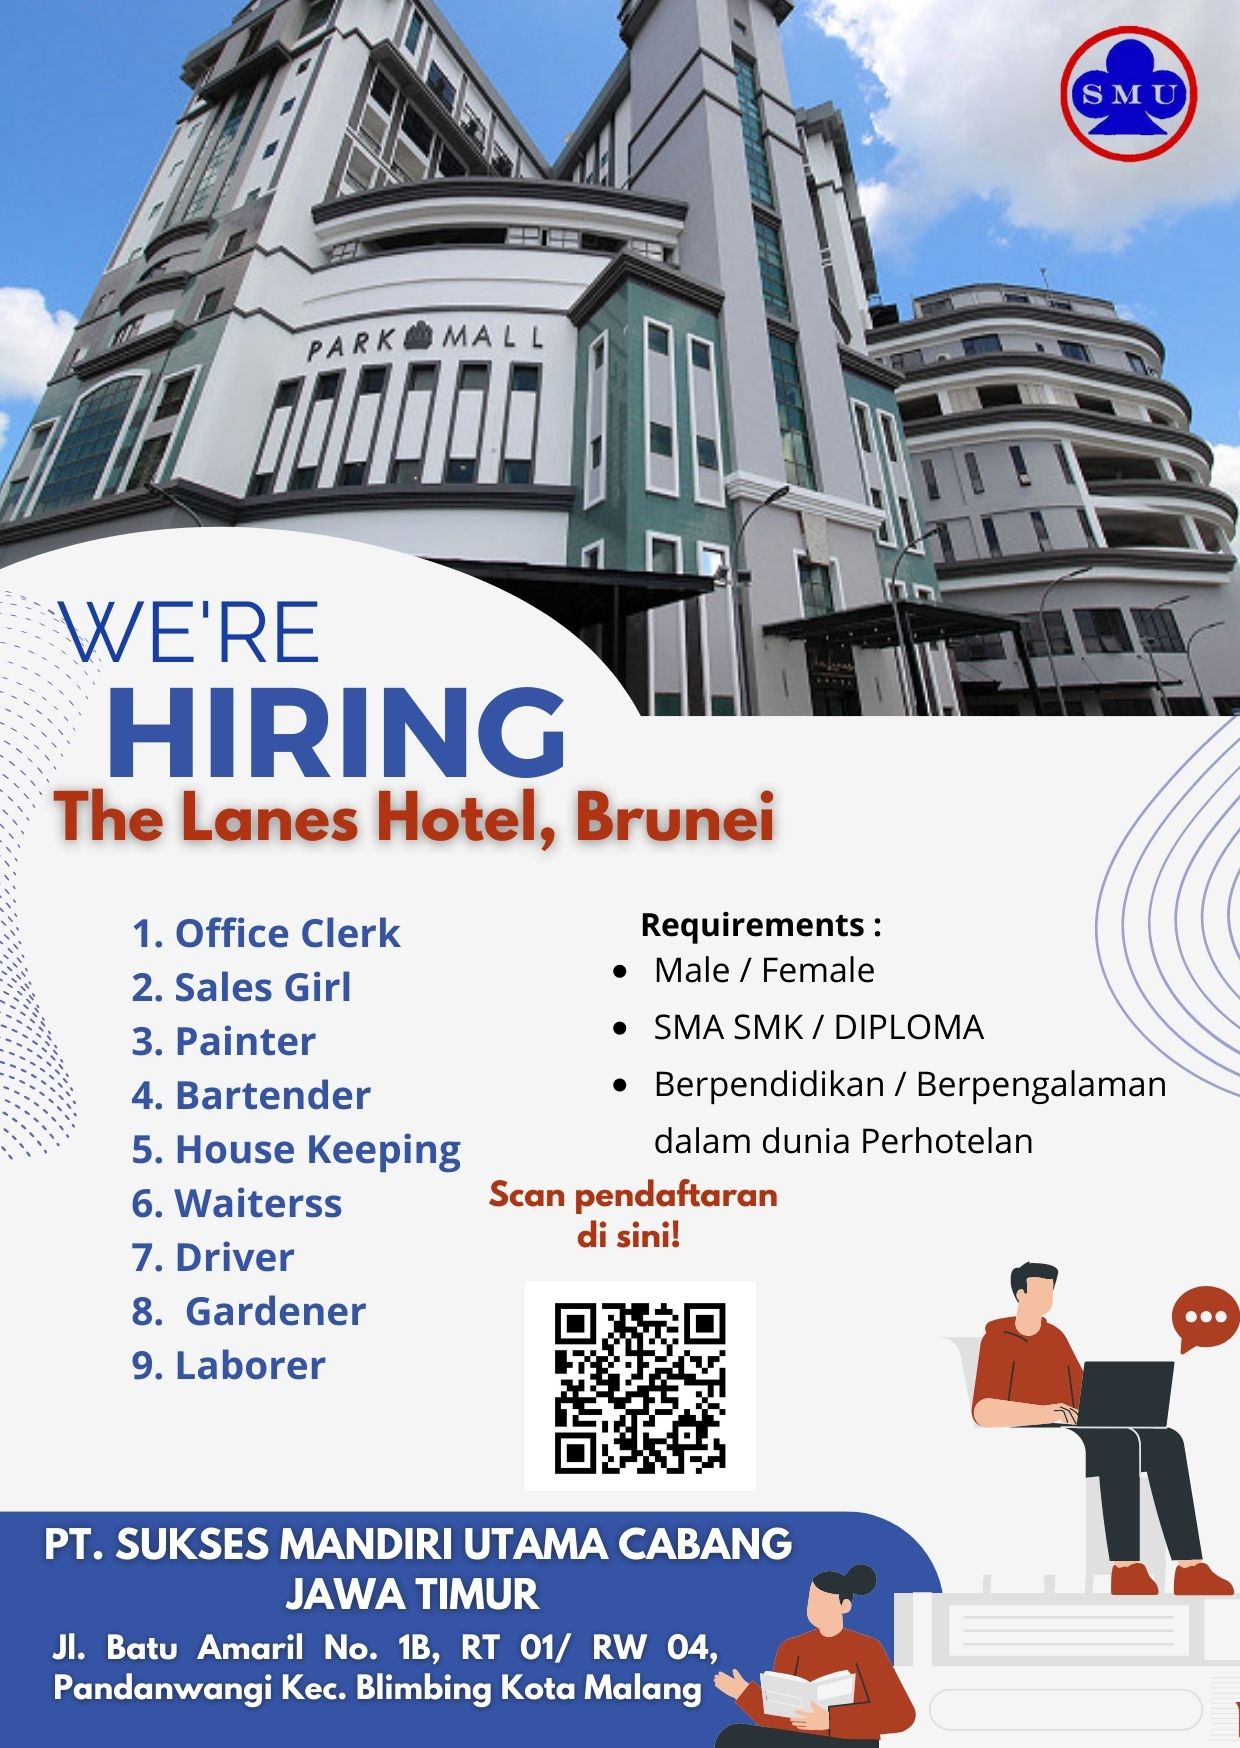 SMU
PARK MALL
WE'RE
HIRING
The Lanes Hotel, Brunei
1. Office Clerk
2. Sales Girl
3. Painter
4. Bartender
5. House Keeping
6. Waiterss
7. Driver
8. Gardener
9. Laborer
Requirements :
• Male / Female
• SMA SMK / DIPLOMA
• Berpendidikan / Berpengalaman
dalam dunia Perhotelan
Scan pendaftaran
di sini!
PT. SUKSES MANDIRI UTAMA CABANG
JAWA TIMUR
Jl. Batu Amaril No. 1B, RT 01/ RW 04,
Pandanwangi Kec. Blimbing Kota Malang